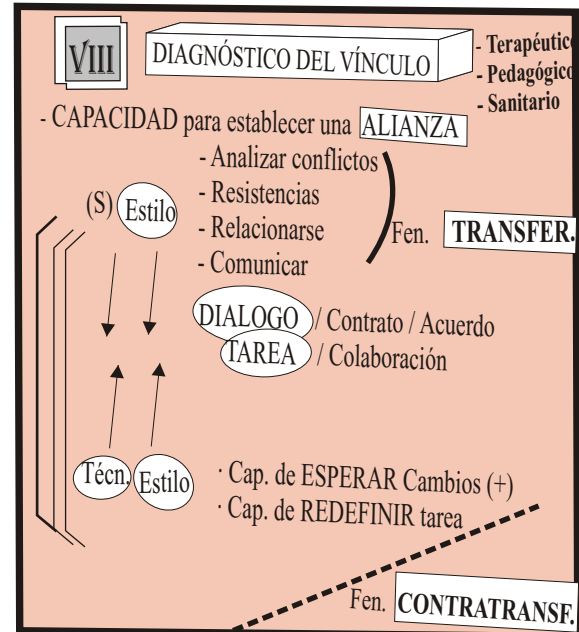 VIII
DIAGNÓSTICO DEL VÍNCULO
- Terapéutico
- Pedagógico
- Sanitario
- CAPACIDAD para establecer una ALIANZA
- Analizar conflictos
- Resistencias
- Relacionarse
- Comunicar
Fen. TRANSFER.
(S) Estilo
DIALOGO / Contrato / Acuerdo
TAREA / Colaboración
Técn. Estilo
· Cap. de ESPERAR Cambios (+)
· Cap. de REDEFINIR tarea
Fen. CONTRATRANSF.